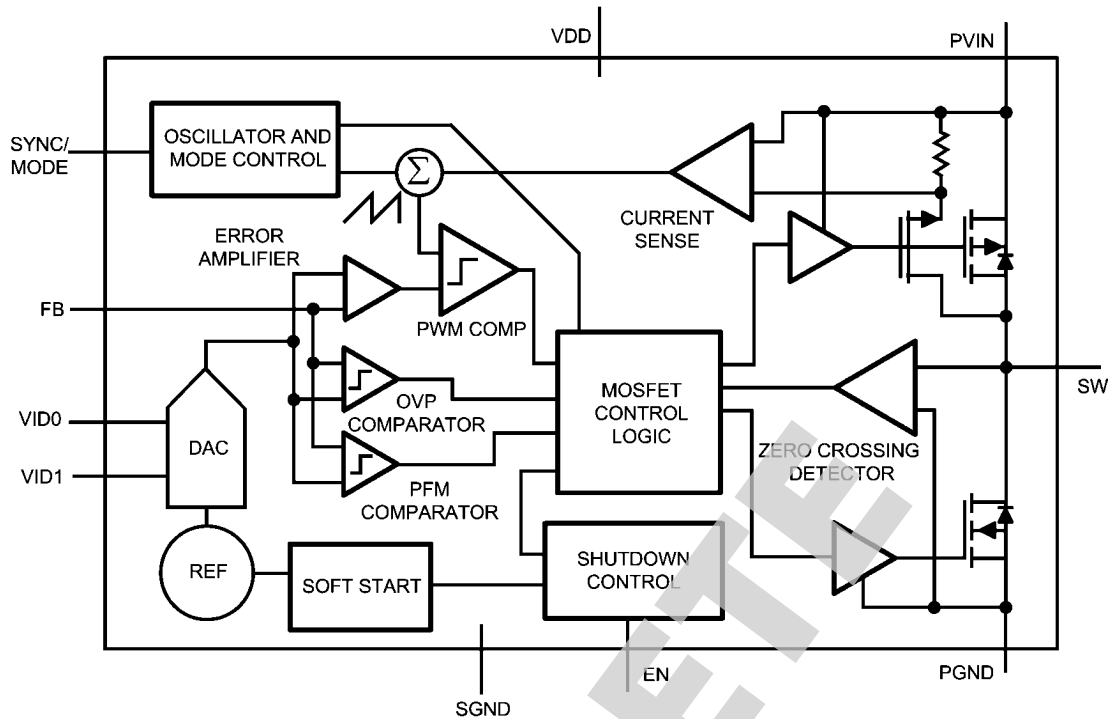 VDD
PVIN
SYNC/
MODE
OSCILLATOR AND
MODE CONTROL
Σ
CURRENT
SENSE
ERROR
AMPLIFIER
FB
PWM COMP
OVP
COMPARATOR
MOSFET
CONTROL
LOGIC
SW
VID0
DAC
VID1
PFM
COMPARATOR
ZERO CROSSING
DETECTOR
REF
SOFT START
SHUTDOWN
CONTROL
EN
PGND
SGND
ETE